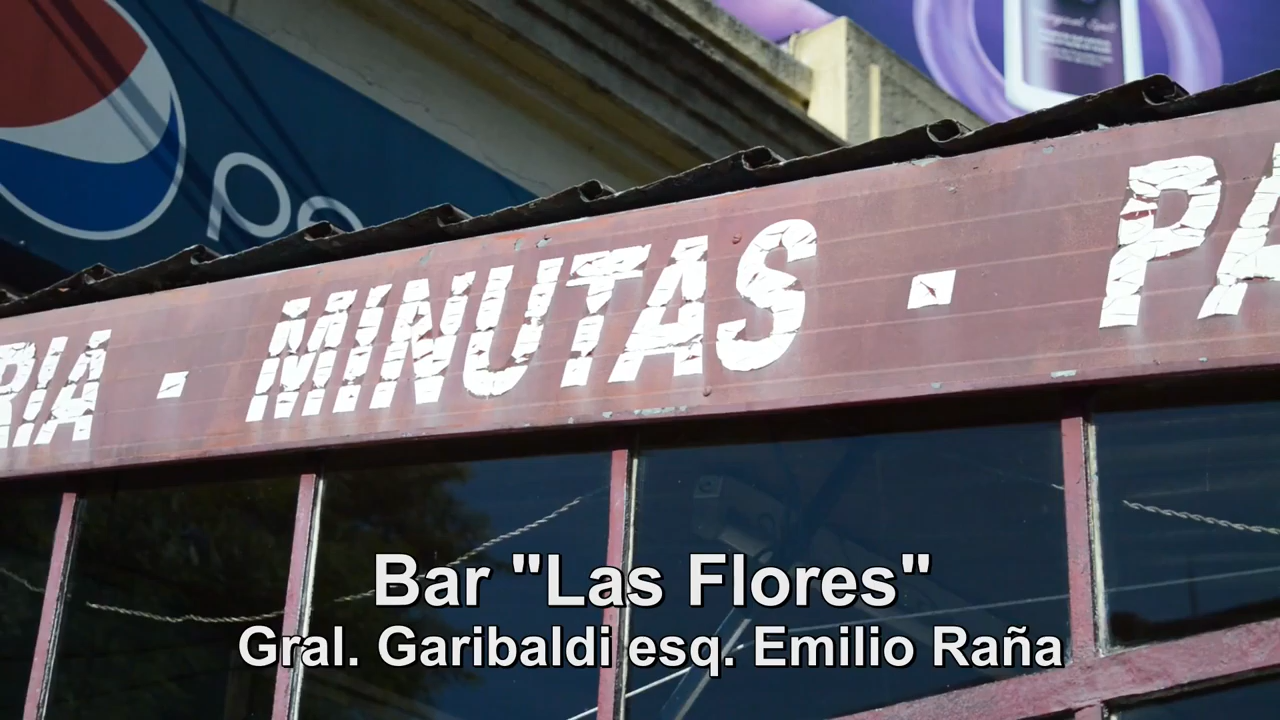 RIA - MINUTAS - PA
Bar "Las Flores"
Gral. Garibaldi esq. Emilio Raña